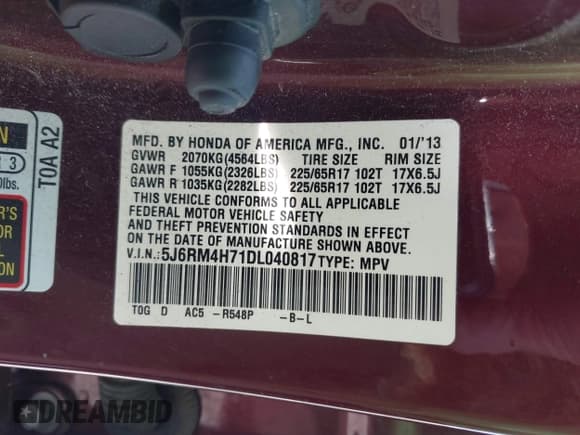 MFD. BY HONDA OF AMERICA MFG., INC. 01/'13
GVWR 2070KG(4564LBS) TIRE SIZE RIM SIZE
GAWR F 1055KG(2326LBS) 225/65R17 102T 17X6.5J
GAWR R 1035KG(2282LBS) 225/65R17 102T 17X6.5J
THIS VEHICLE CONFORMS TO ALL APPLICABLE
FEDERAL MOTOR VEHICLE SAFETY
AND THEFT PREVENTION STANDARDS IN EFFECT
ON THE DATE OF MANUFACTURE SHOWN ABOVE.
V.I.N.: 5J6RM4H71DL040817 TYPE: MPV
TOG D AC5 -R548P -B-L
TOA A2
3
DREAMBID